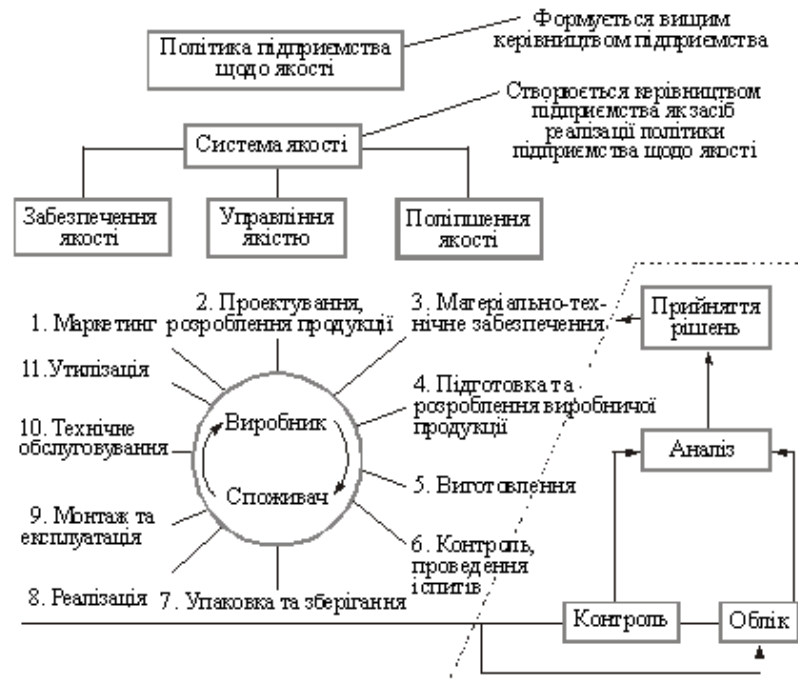 Політика підприємства
щодо якості
Формується вищим
керівництвом підприємства
Створюється керівництвом
підприємства як засіб
реалізації політики
підприємства щодо якості
Система якості
Забезпечення
якості
Управління
якістю
Поліпшення
якості
1. Маркетинг
2. Проектування,
розроблення продукції
3. Матеріально-тех-
нічне забезпечення
4. Підготовка та
розроблення виробничої
продукції
5. Виготовлення
6. Контроль,
проведення
іспитів
7. Упаковка та зберігання
8. Реалізація
9. Монтаж та
експлуатація
10. Технічне
обслуговування
11.Утилізація
Виробник
Споживач
Прийняття
рішень
Аналіз
Контроль
Облік